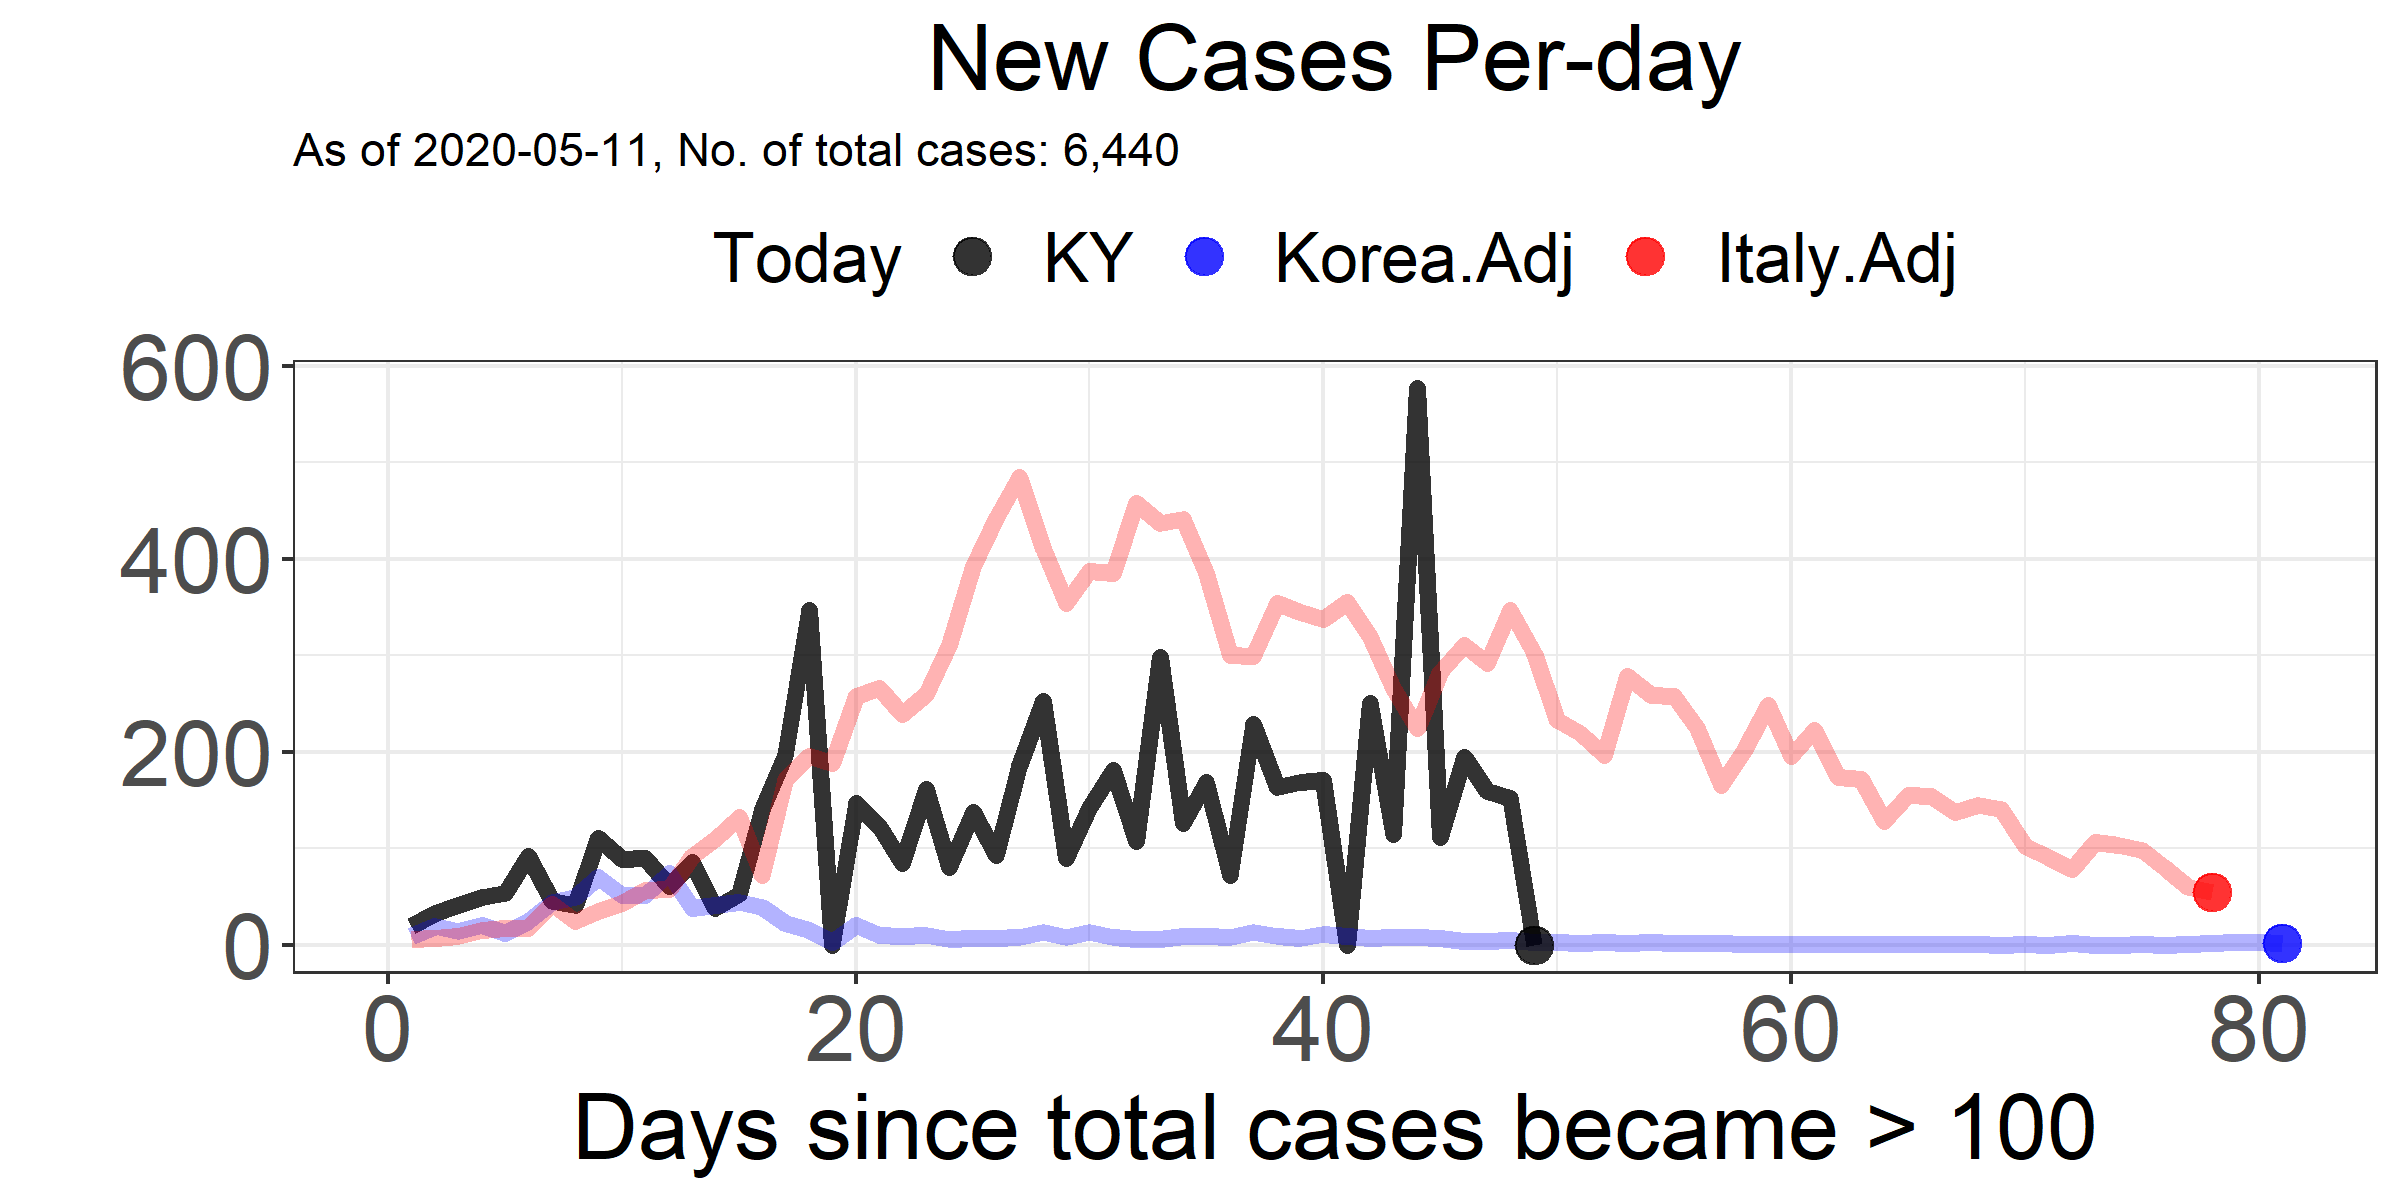 New Cases Per-day
As of 2020-05-11, No. of total cases: 6,440
Today KY Korea.Adj Italy.Adj
600
400
200
0
0 20 40 60 80
Days since total cases became > 100